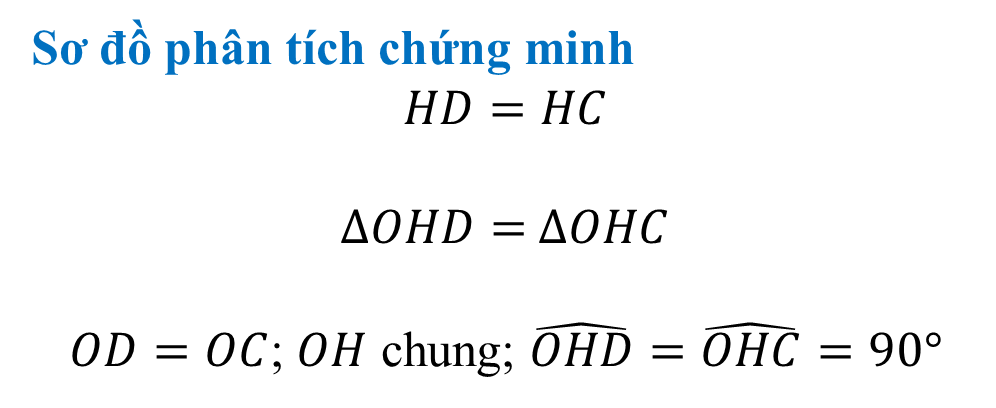 Sơ đồ phân tích chứng minh
HD = HC
ΔOHD = ΔOHC
OD = OC; OH chung; \widehat{OHD} = \widehat{OHC} = 90°